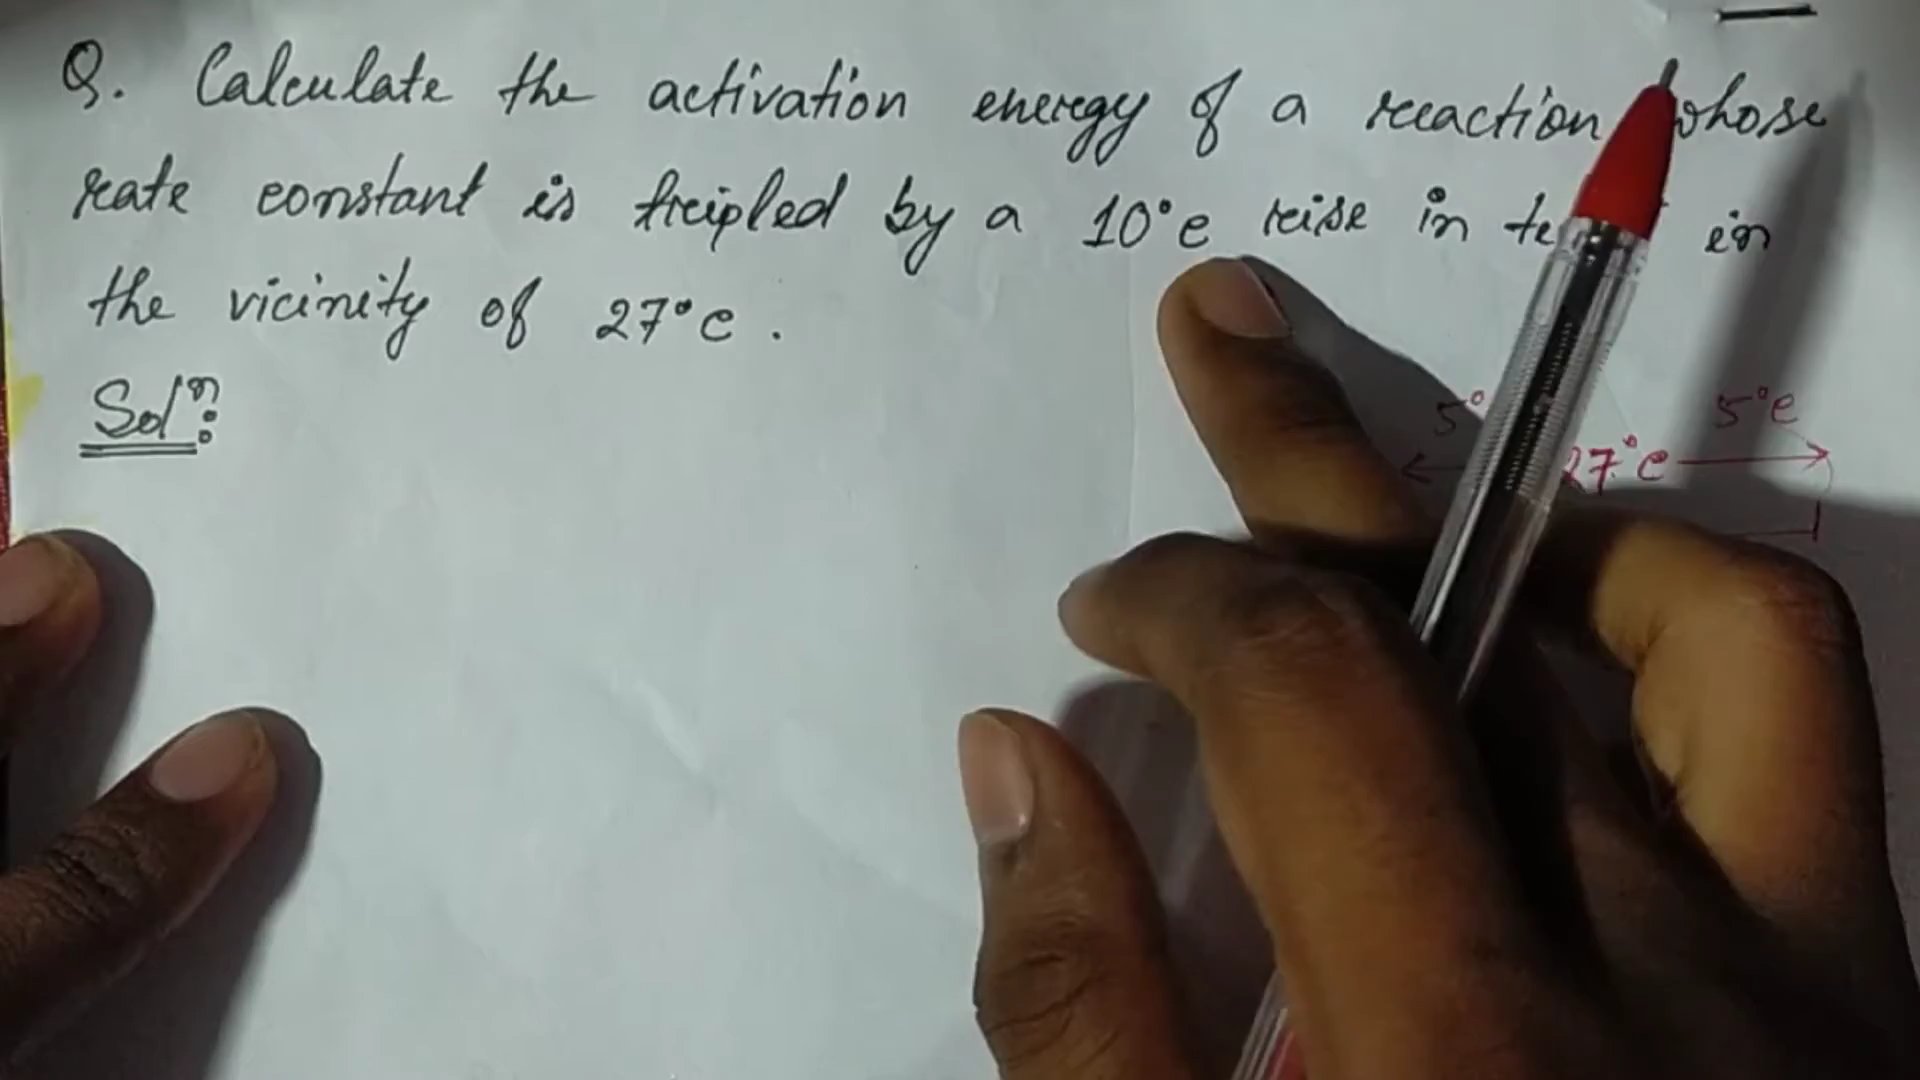 Q. Calculate the activation energy of a reaction whose
rate constant is tripled by a 10°c rise in in
the vicinity of 27°c.
Solⁿ:
5° 5°c
27°c